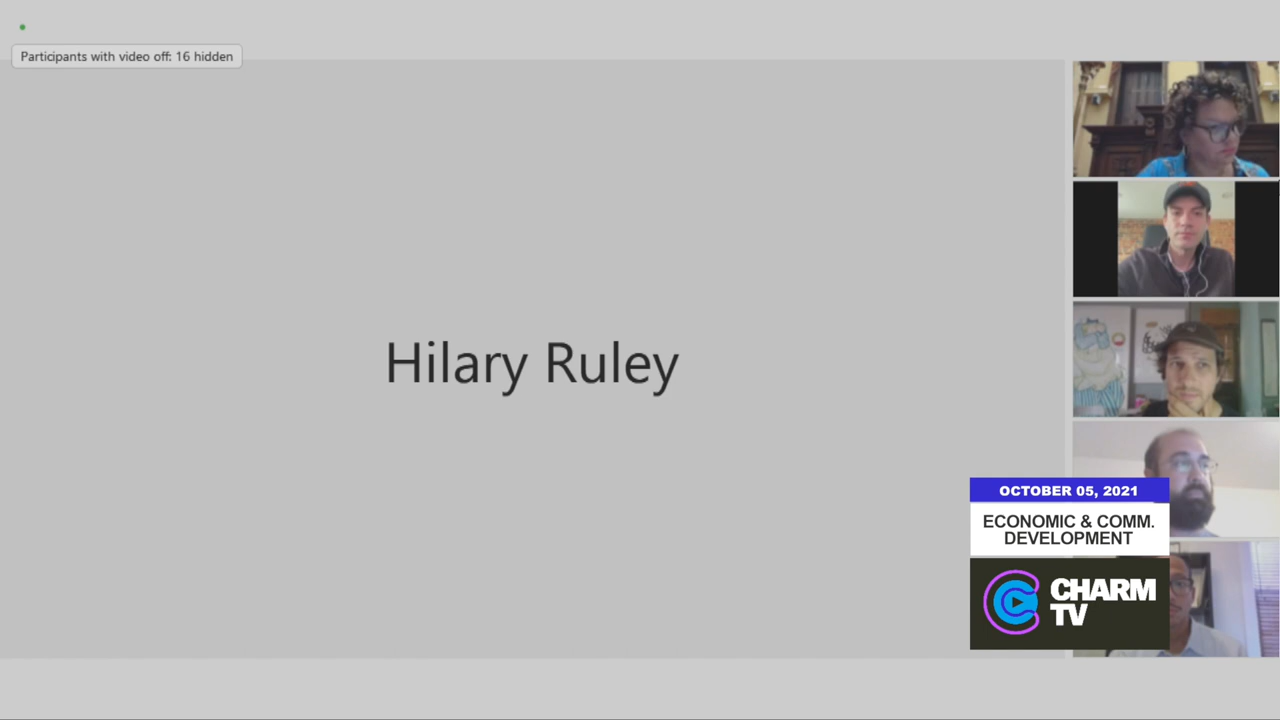 Participants with video off: 16 hidden
Hilary Ruley
OCTOBER 05, 2021
ECONOMIC & COMM.
DEVELOPMENT
CHARM
TV